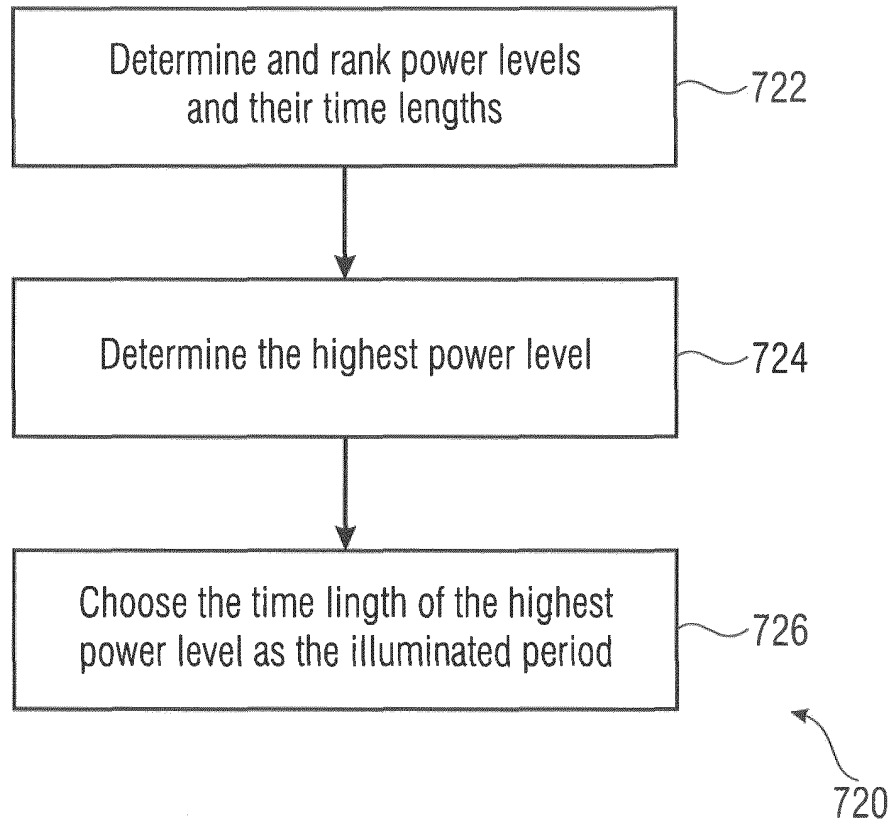 Determine and rank power levels
and their time lengths
722
Determine the highest power level
724
Choose the time lingth of the highest
power level as the illuminated period
726
720